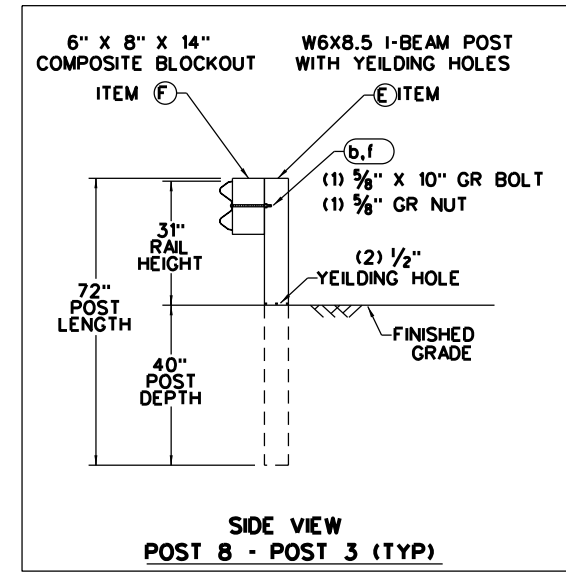 6" X 8" X 14"
COMPOSITE BLOCKOUT
ITEM F
W6X8.5 I-BEAM POST
WITH YEILDING HOLES
E ITEM
b,f
(1) 5/8" X 10" GR BOLT
(1) 5/8" GR NUT
31"
RAIL
HEIGHT
(2) 1/2"
YEILDING HOLE
72"
POST
LENGTH
FINISHED
GRADE
40"
POST
DEPTH
SIDE VIEW
POST 8 - POST 3 (TYP)